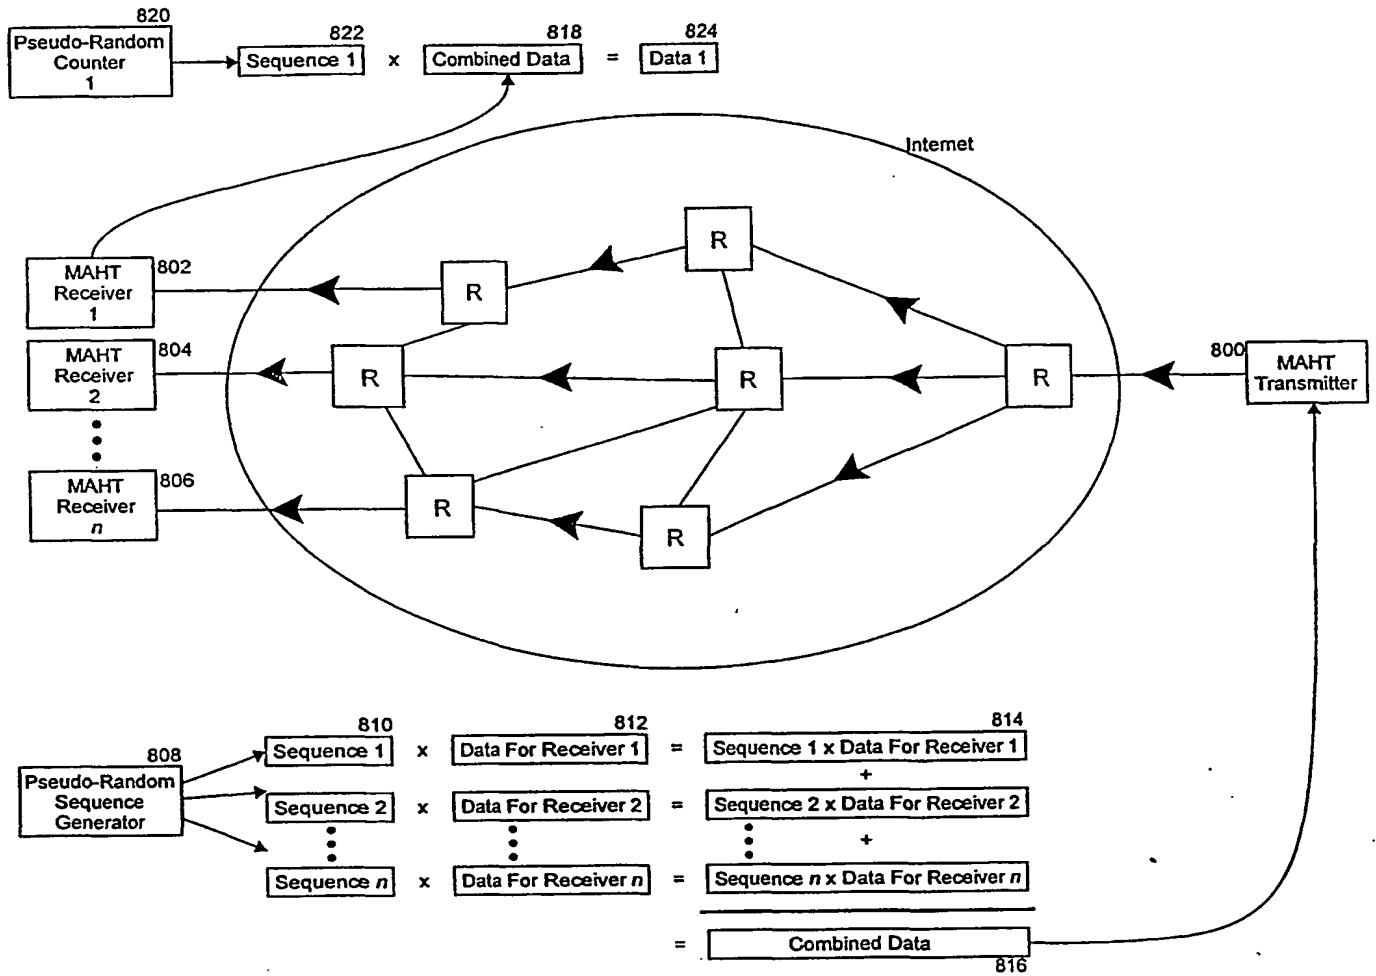 820
Pseudo-Random
Counter
1
822
Sequence 1
x
818
Combined Data
=
824
Data 1
Internet
R
MAHT
Receiver
1
802
R
MAHT
Receiver
2
804
R
R
R
800
MAHT
Transmitter
MAHT
Receiver
n
806
R
R
810
812
814
Sequence 1 x Data For Receiver 1 = Sequence 1 x Data For Receiver 1
+
808
Pseudo-Random
Sequence
Generator
Sequence 2 x Data For Receiver 2 = Sequence 2 x Data For Receiver 2
+
Sequence n x Data For Receiver n = Sequence n x Data For Receiver n
= Combined Data
816